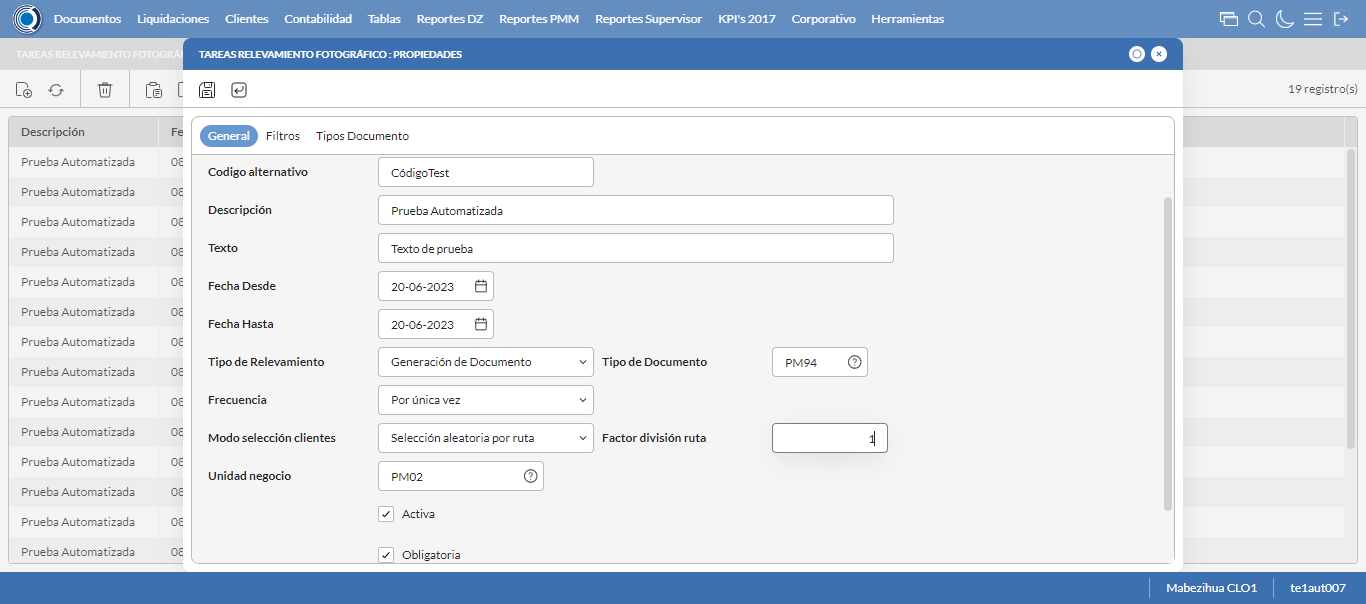 Documentos Liquidaciones Clientes Contabilidad Tablas Reportes DZ Reportes PMM Reportes Supervisor KPI's 2017 Corporativo Herramientas
TAREAS RELEVAMIENTO FOTOGRÁ
TAREAS RELEVAMIENTO FOTOGRÁFICO : PROPIEDADES
19 registro(s)
General Filtros Tipos Documento
Descripción Fe
Prueba Automatizada 08
Prueba Automatizada 08
Prueba Automatizada 08
Prueba Automatizada 08
Prueba Automatizada 08
Prueba Automatizada 08
Prueba Automatizada 08
Prueba Automatizada 08
Prueba Automatizada 08
Prueba Automatizada 08
Prueba Automatizada 08
Prueba Automatizada 08
Prueba Automatizada 08
Prueba Automatizada 08
Codigo alternativo CódigoTest
Descripción Prueba Automatizada
Texto Texto de prueba
Fecha Desde 20-06-2023
Fecha Hasta 20-06-2023
Tipo de Relevamiento Generación de Documento Tipo de Documento PM94
Frecuencia Por única vez
Modo selección clientes Selección aleatoria por ruta Factor división ruta 1
Unidad negocio PM02
Activa
Obligatoria
Mabezihua CLO1 te1aut007